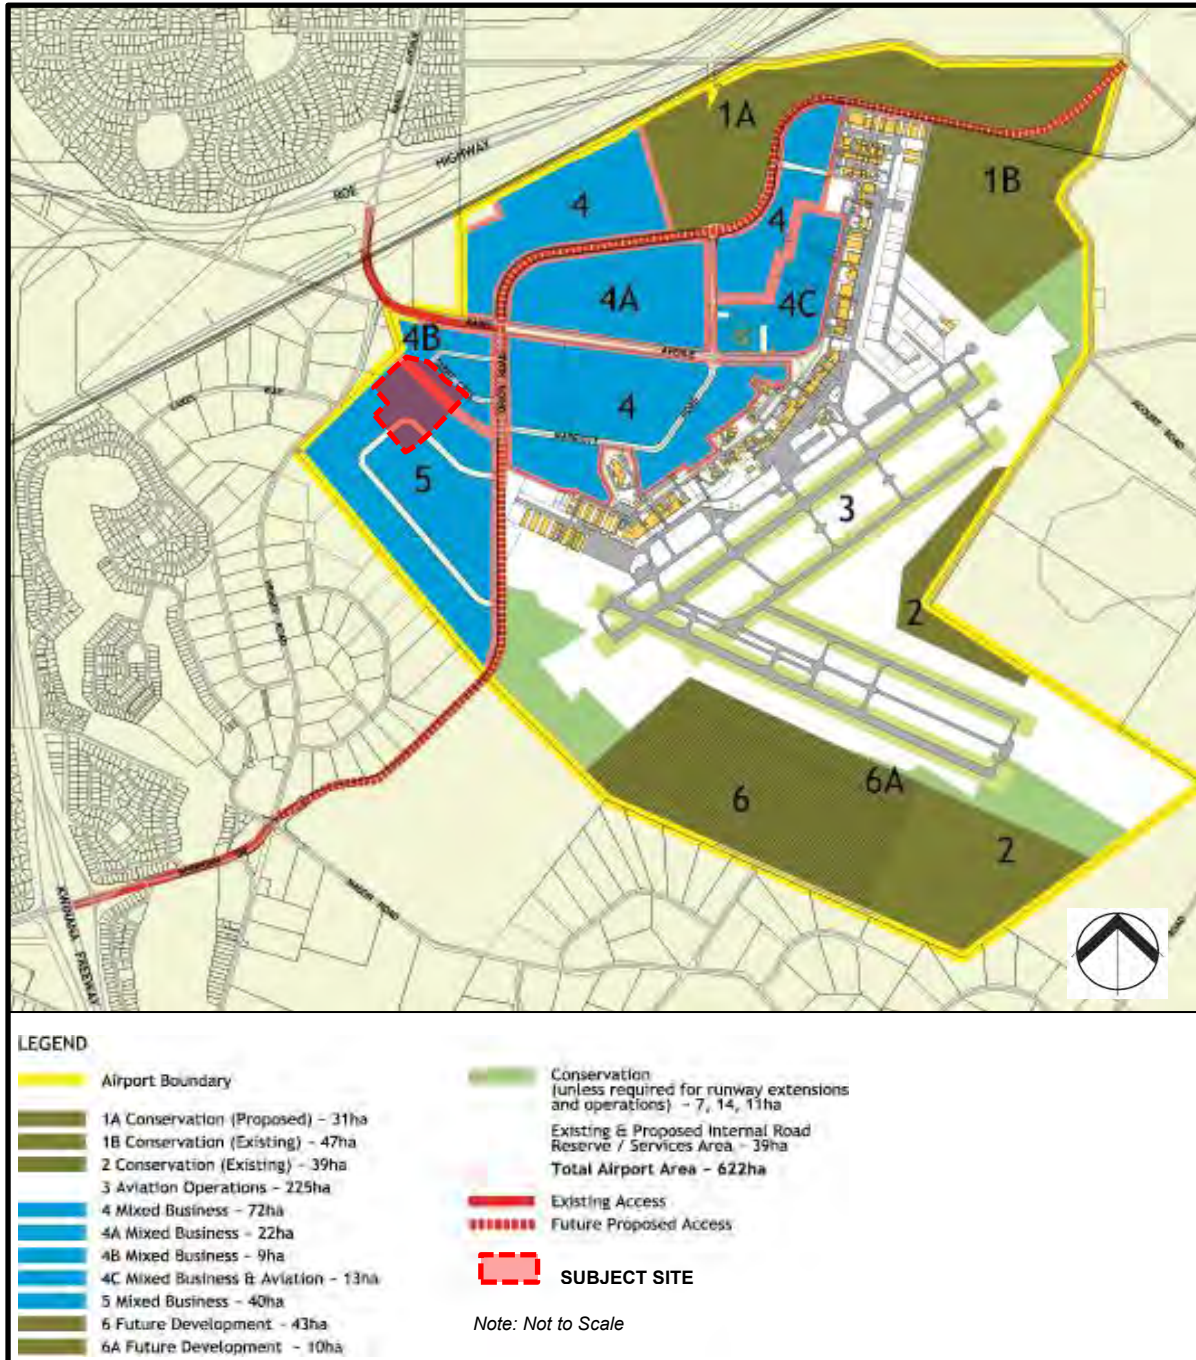 RANFORD AVENUE
ROE HIGHWAY
1A
1B
4
4
4A
4C
4B
AVENUE
4
5
3
2
6A
6
2
JANDAKOT ROAD
KWINANA FREEWAY
ROAD
LEGEND
Airport Boundary
1A Conservation (Proposed) - 31ha
1B Conservation (Existing) - 47ha
2 Conservation (Existing) - 39ha
3 Aviation Operations - 225ha
4 Mixed Business - 72ha
4A Mixed Business - 22ha
4B Mixed Business - 9ha
4C Mixed Business & Aviation - 13ha
5 Mixed Business - 40ha
6 Future Development - 43ha
6A Future Development - 10ha
Conservation
(unless required for runway extensions
and operations) - 7, 14, 11ha
Existing & Proposed Internal Road
Reserve / Services Area - 39ha
Total Airport Area - 622ha
Existing Access
Future Proposed Access
SUBJECT SITE
Note: Not to Scale